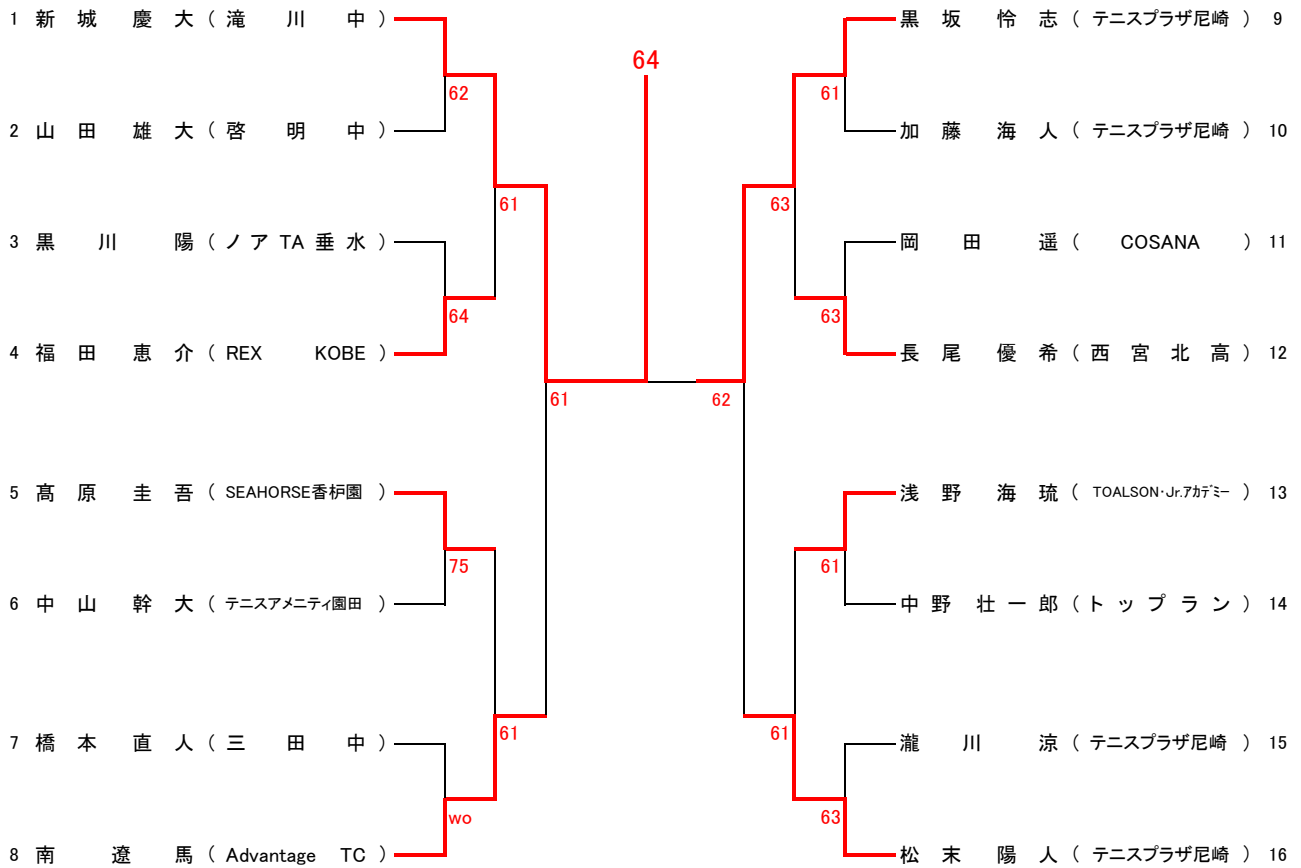 1 新城慶大（滝川中）
黒坂怜志（テニスプラザ尼崎）9
64
62
61
2 山田雄大（啓明中）
加藤海人（テニスプラザ尼崎）10
61
63
3 黒川陽（ノアTA垂水）
岡田遥（COSANA）11
64
63
4 福田恵介（REX KOBE）
長尾優希（西宮北高）12
61
62
5 髙原圭吾（SEAHORSE香枦園）
浅野海琉（TOALSON･Jr.ｱｶﾃﾞﾐｰ）13
75
61
6 中山幹大（テニスアメニティ園田）
中野壮一郎（トップラン）14
61
61
7 橋本直人（三田中）
瀧川涼（テニスプラザ尼崎）15
wo
63
8 南遼馬（Advantage TC）
松末陽人（テニスプラザ尼崎）16